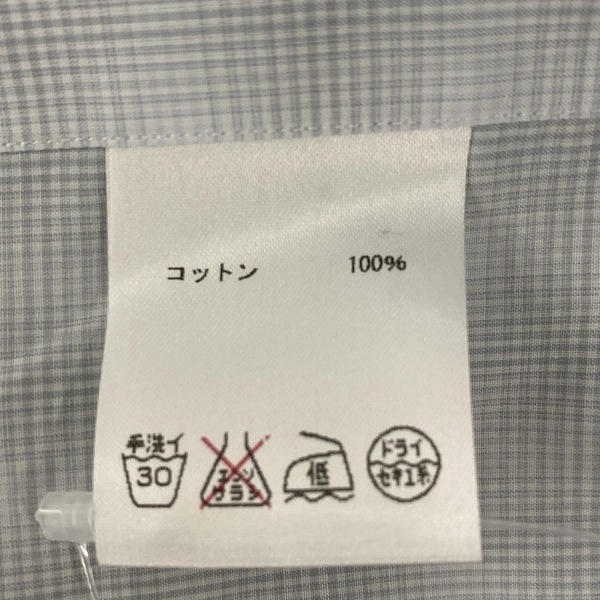 コットン 100%
手洗イ 30
エンソ サラシ
低
ドライ セキユ系